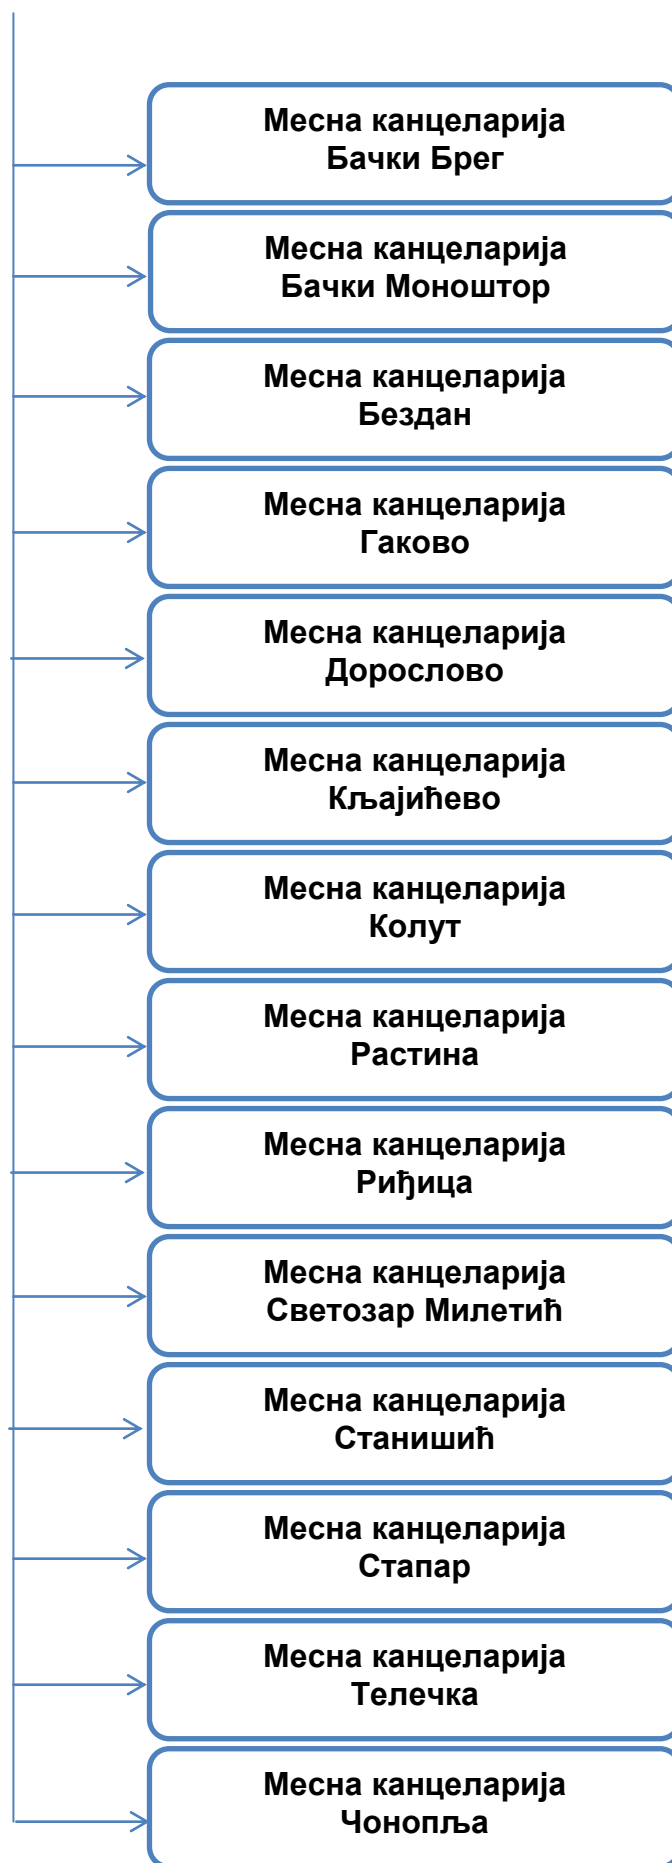 Месна канцеларија
Бачки Брег
Месна канцеларија
Бачки Моноштор
Месна канцеларија
Бездан
Месна канцеларија
Гаково
Месна канцеларија
Дорослово
Месна канцеларија
Кљајићево
Месна канцеларија
Колут
Месна канцеларија
Растина
Месна канцеларија
Риђица
Месна канцеларија
Светозар Милетић
Месна канцеларија
Станишић
Месна канцеларија
Стапар
Месна канцеларија
Телечка
Месна канцеларија
Чонопља